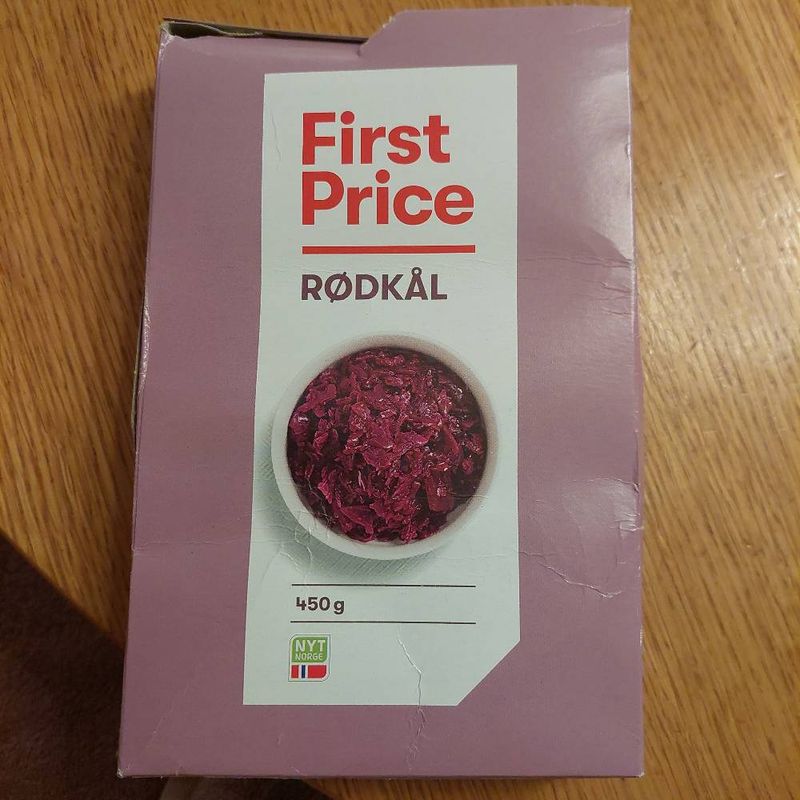 First
Price
RØDKÅL
450 g
NYT
NORGE